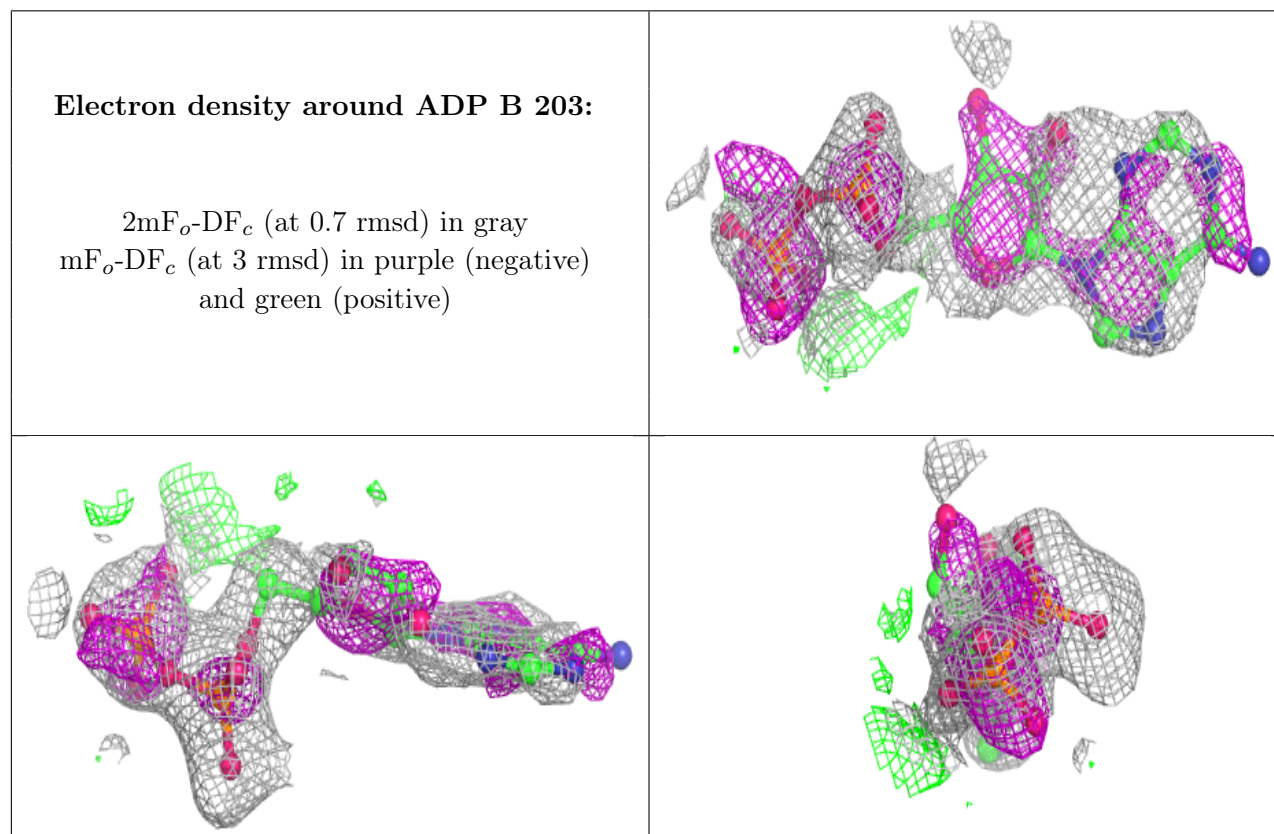 Electron density around ADP B 203:
2mFo-DFc (at 0.7 rmsd) in gray
mFo-DFc (at 3 rmsd) in purple (negative)
and green (positive)